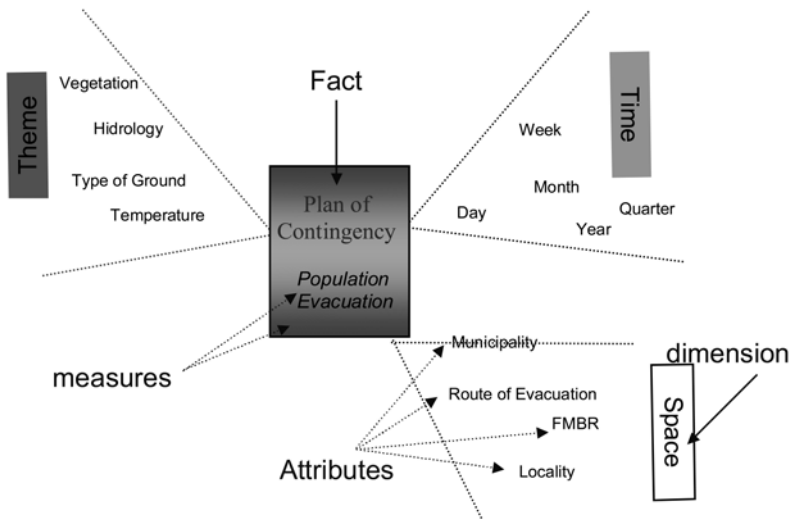 Theme
Vegetation
Hidrology
Type of Ground
Temperature
Fact
Plan of
Contingency
Population
Evacuation
measures
Time
Week
Month
Day
Quarter
Year
Municipality
Route of Evacuation
FMBR
Locality
Attributes
dimension
Space